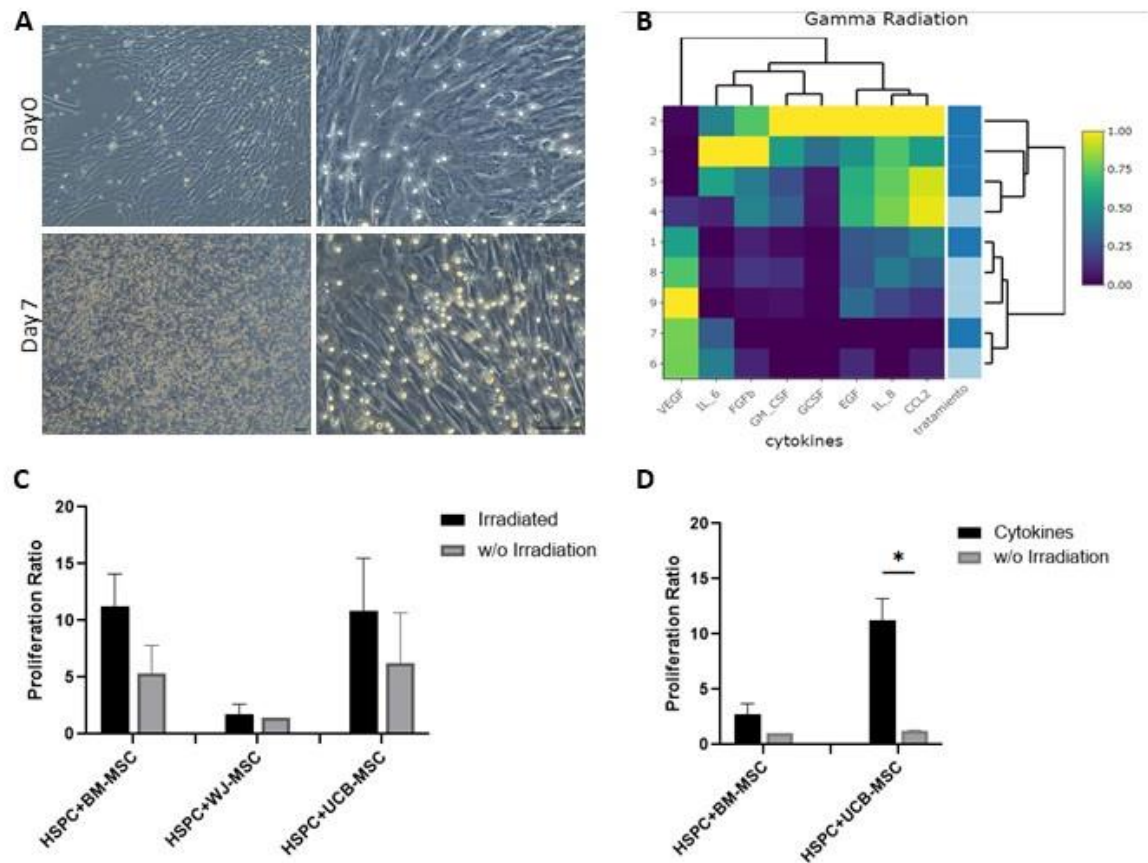 A
Day 0
Day 7
B
Gamma Radiation
2
3
5
4
1
8
9
7
6
VEGF
IL_6
FGFb
GM_CSF
GCSF
EGF
IL_8
CCL2
tratamiento
cytokines
1.00
0.75
0.50
0.25
0.00
C
Proliferation Ratio
20
15
10
5
0
Irradiated
w/o Irradiation
HSPC+BM-MSC
HSPC+WJ-MSC
HSPC+UCB-MSC
D
Proliferation Ratio
20
15
10
5
0
*
Cytokines
w/o Irradiation
HSPC+BM-MSC
HSPC+UCB-MSC